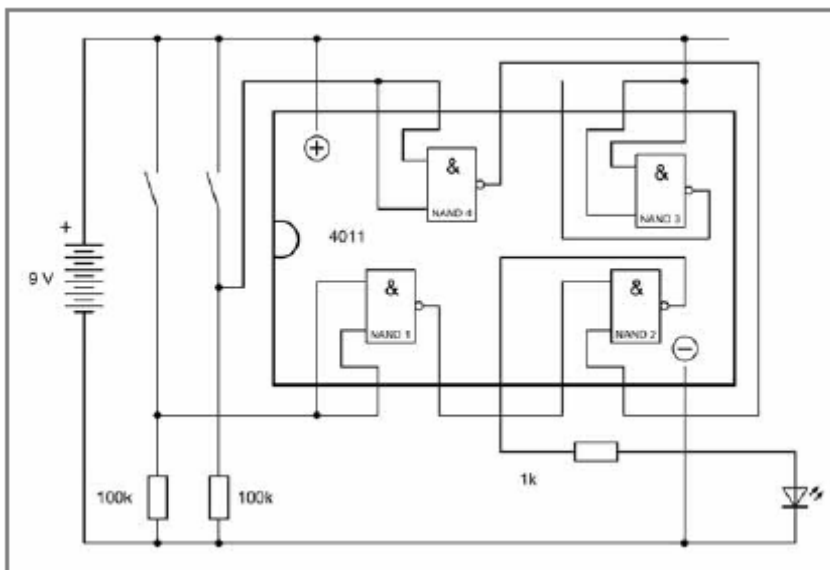 &
&
NAND 4
NAND 3
4011
+
9 V
&
&
NAND 1
NAND 2
100k
100k
1k